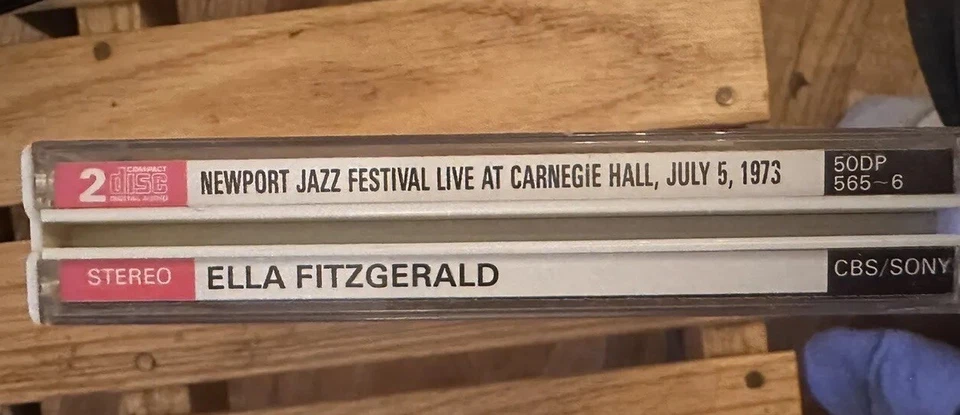 2 COMPACT disc DIGITAL AUDIO
NEWPORT JAZZ FESTIVAL LIVE AT CARNEGIE HALL, JULY 5, 1973
50DP
565~6
STEREO
ELLA FITZGERALD
CBS/SONY